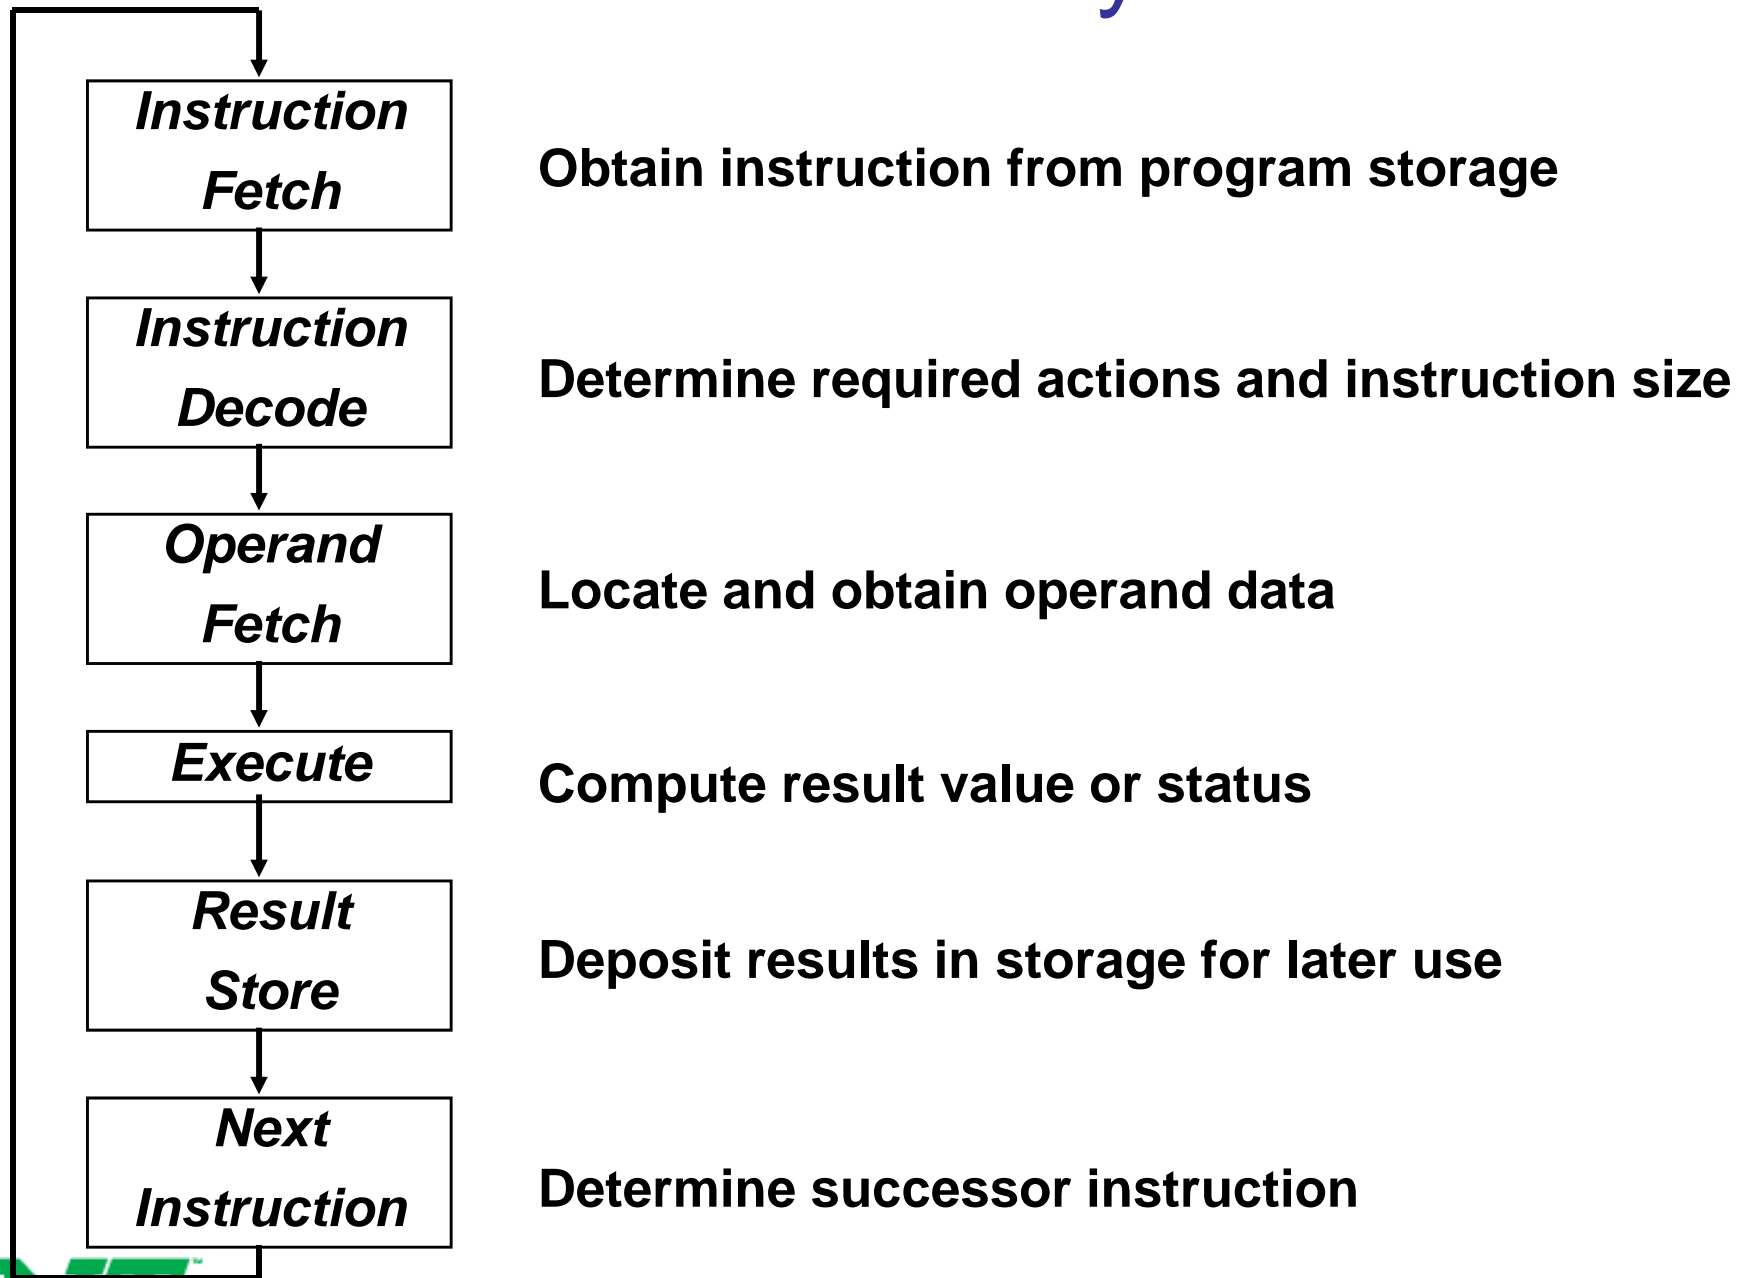 Instruction
Fetch
Obtain instruction from program storage
Instruction
Decode
Determine required actions and instruction size
Operand
Fetch
Locate and obtain operand data
Execute
Compute result value or status
Result
Store
Deposit results in storage for later use
Next
Instruction
Determine successor instruction